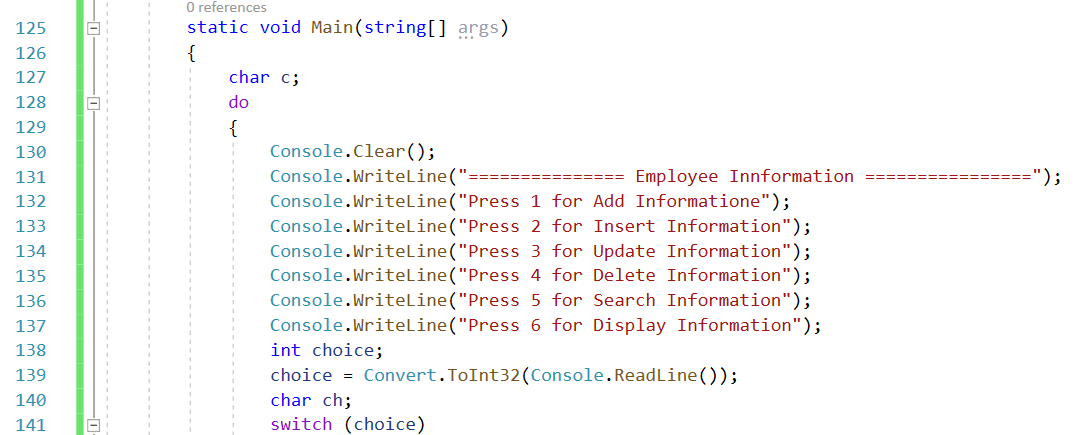 0 references
125 static void Main(string[] args)
126 {
127 char c;
128 do
129 {
130 Console.Clear();
131 Console.WriteLine("=============== Employee Innformation ================");
132 Console.WriteLine("Press 1 for Add Informatione");
133 Console.WriteLine("Press 2 for Insert Information");
134 Console.WriteLine("Press 3 for Update Information");
135 Console.WriteLine("Press 4 for Delete Information");
136 Console.WriteLine("Press 5 for Search Information");
137 Console.WriteLine("Press 6 for Display Information");
138 int choice;
139 choice = Convert.ToInt32(Console.ReadLine());
140 char ch;
141 switch (choice)